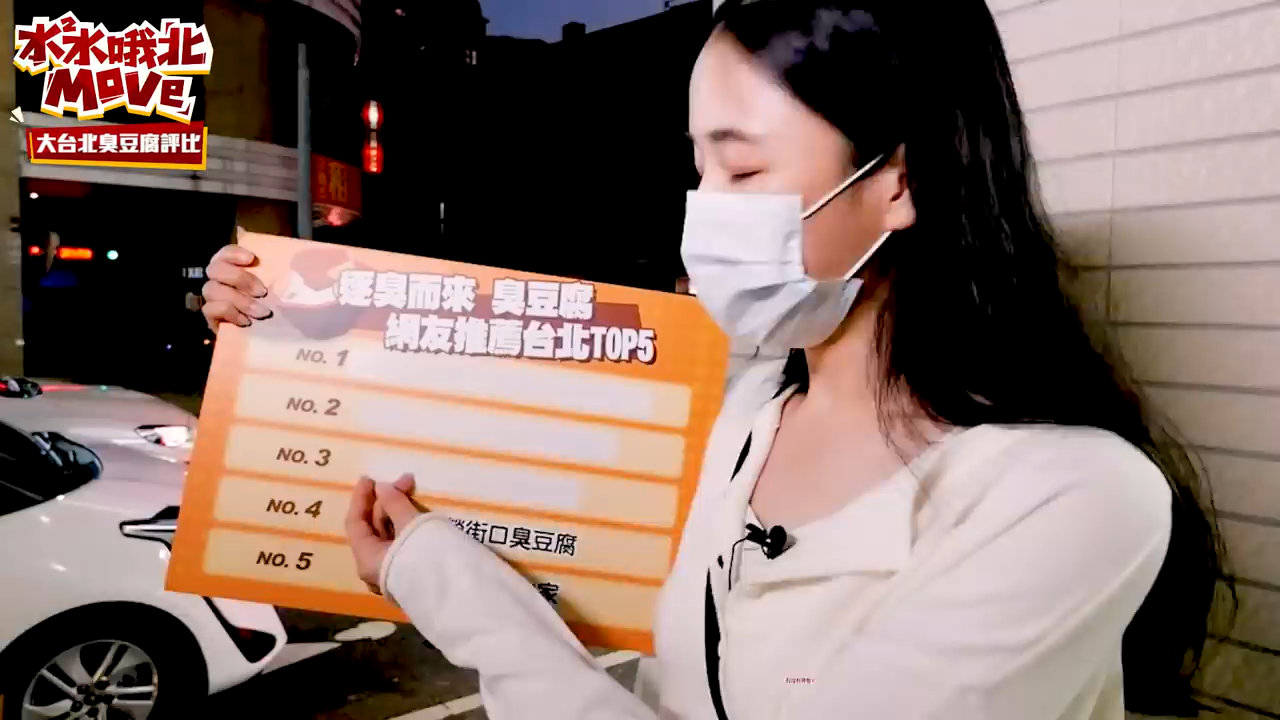 水水哦北
MOVE
大台北臭豆腐評比
逐臭而來 臭豆腐
網友推薦台北TOP5
NO. 1
NO. 2
NO. 3
NO. 4
街口臭豆腐
NO. 5
家